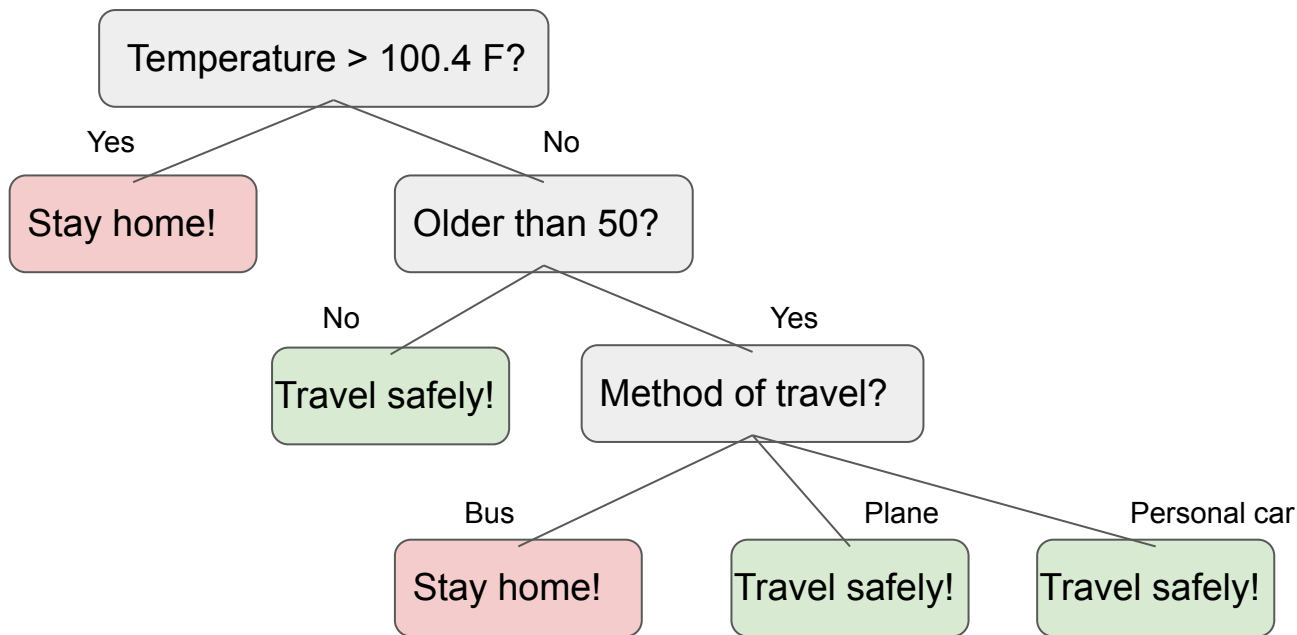 Temperature > 100.4 F?
Yes
No
Stay home!
Older than 50?
No
Yes
Travel safely!
Method of travel?
Bus
Plane
Personal car
Stay home!
Travel safely!
Travel safely!